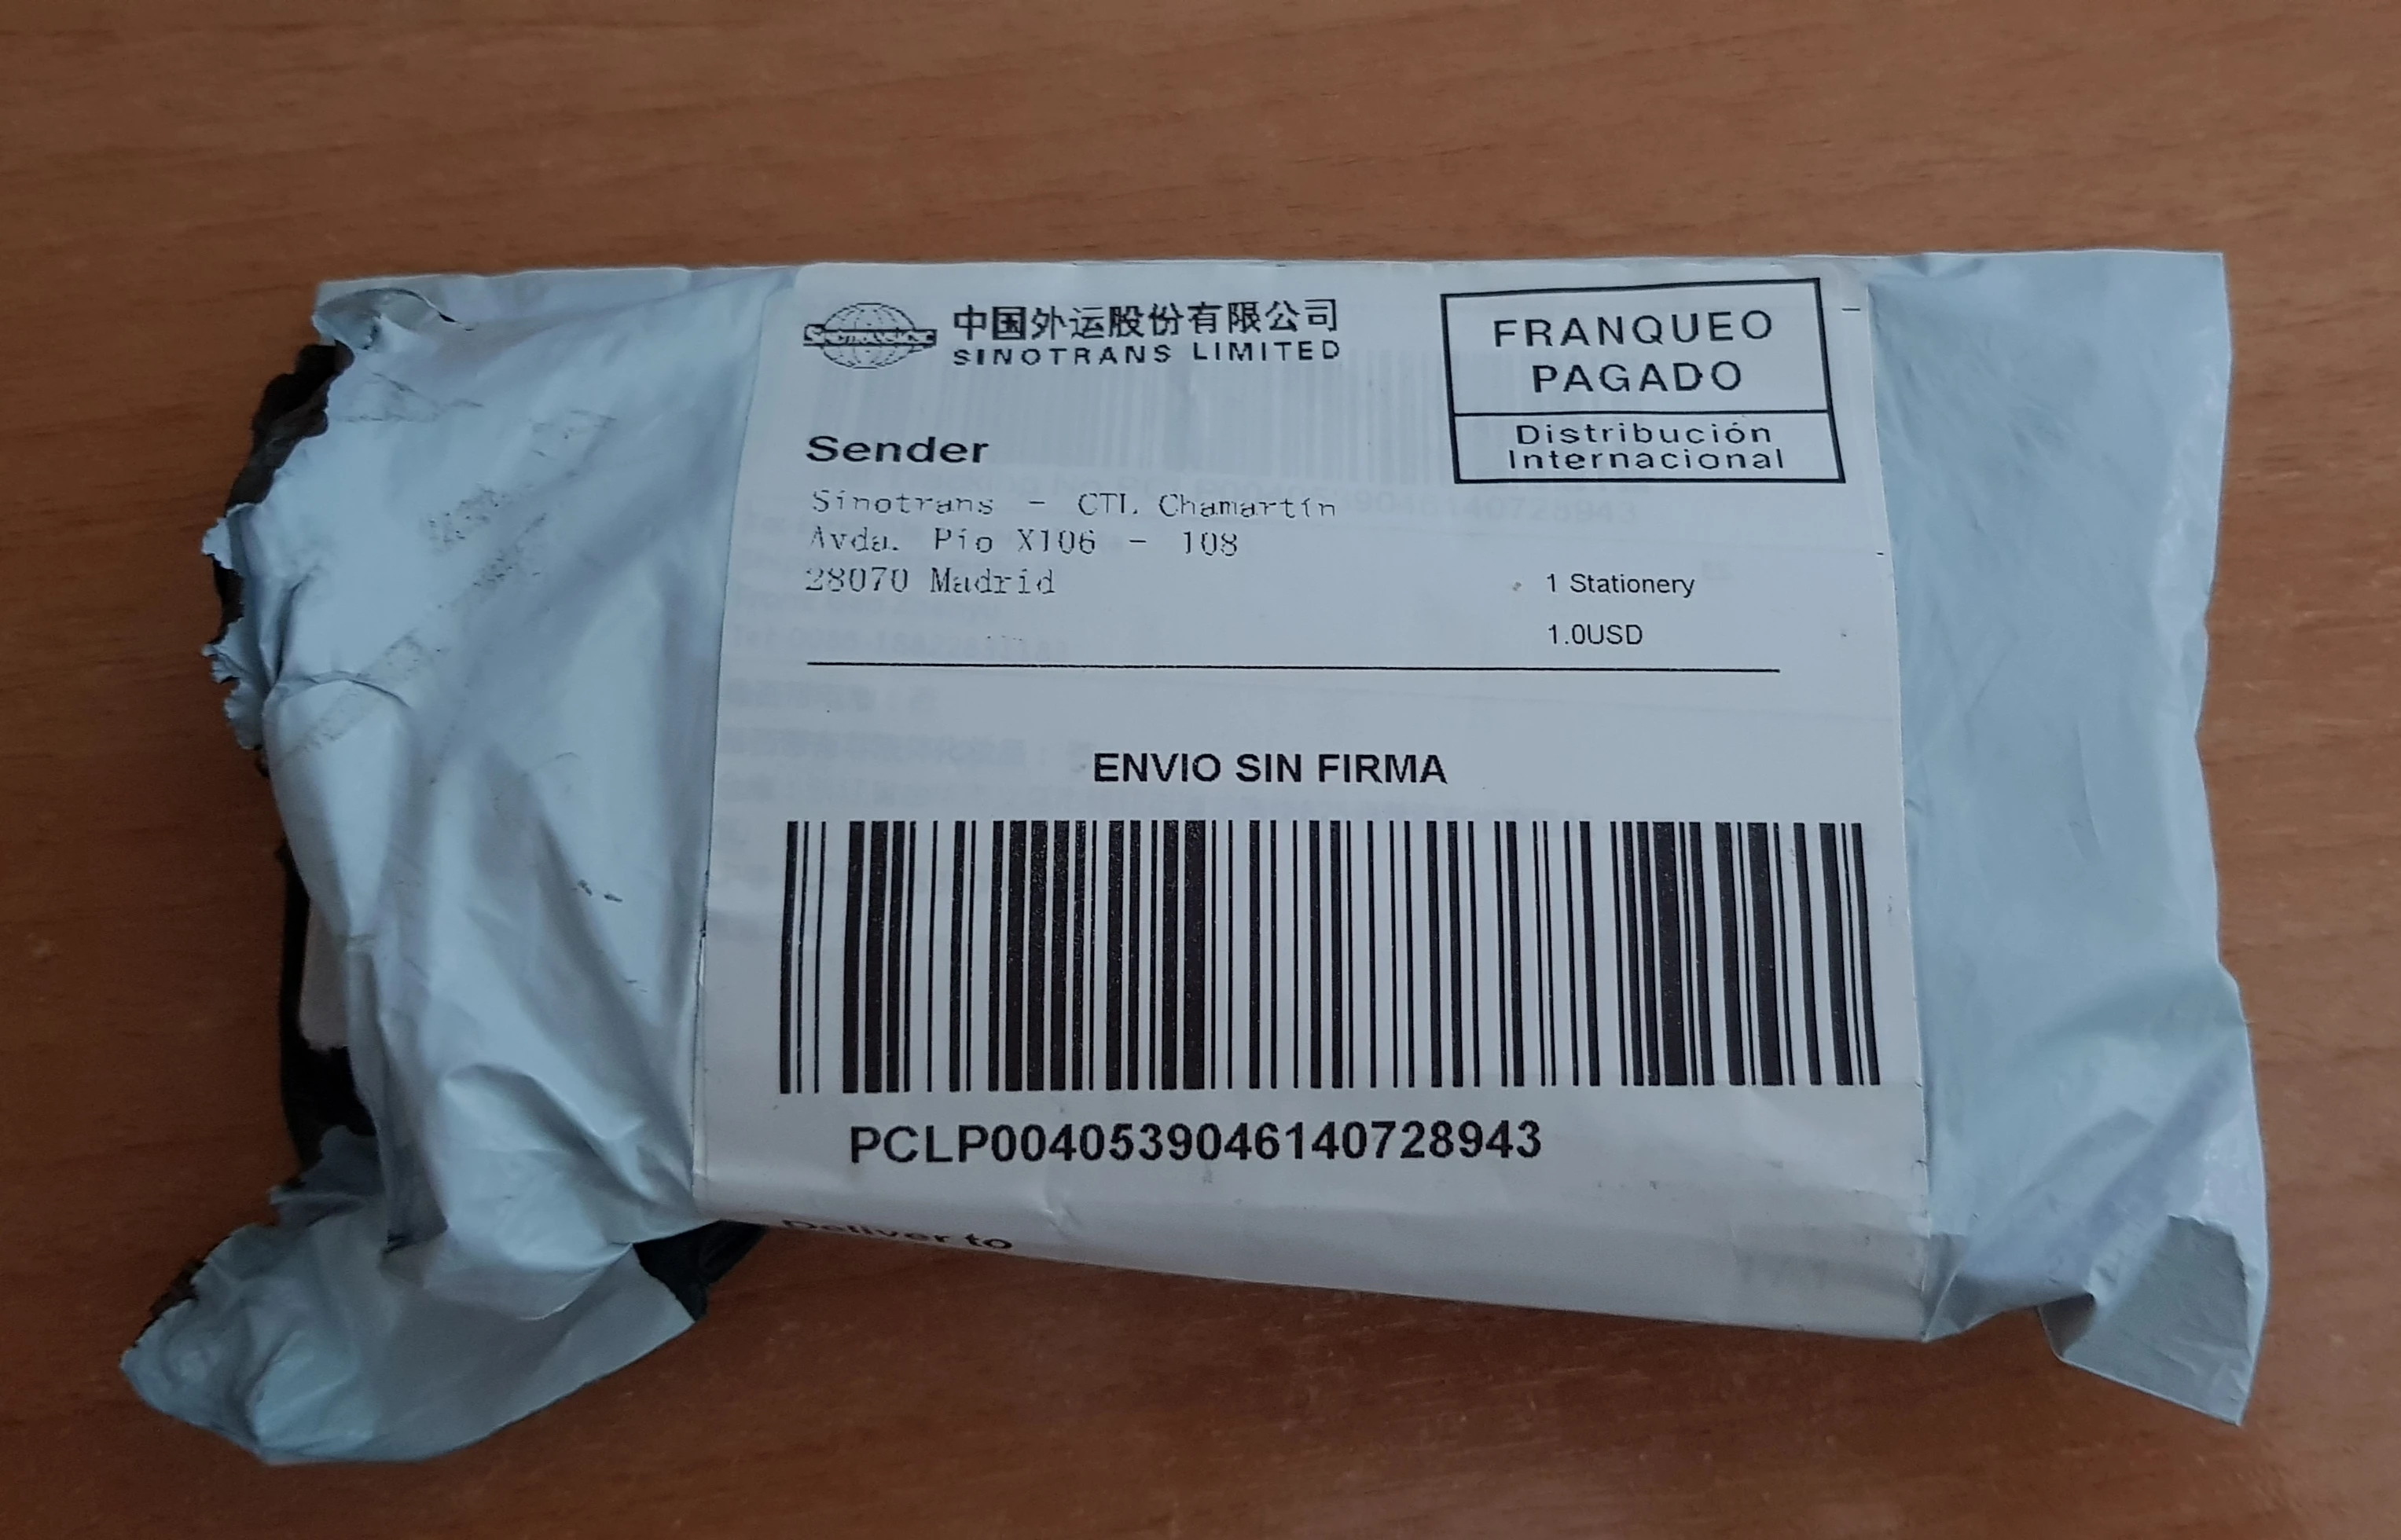 中国外运股份有限公司
SINOTRANS LIMITED
FRANQUEO
PAGADO
Distribución
Internacional
Sender
Sinotrans - CTL Chamartín
Avda. Pío X106 - 108
28070 Madrid
1 Stationery
1.0USD
ENVIO SIN FIRMA
PCLP0040539046140728943
Deliver to